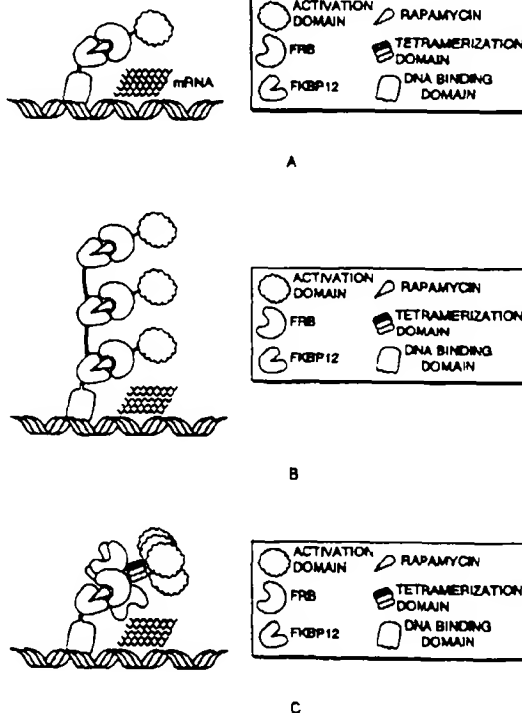 ACTIVATION
DOMAIN
RAPAMYCIN
FRB
TETRAMERIZATION
DOMAIN
FKBP12
DNA BINDING
DOMAIN
mRNA
A
ACTIVATION
DOMAIN
RAPAMYCIN
FRB
TETRAMERIZATION
DOMAIN
FKBP12
DNA BINDING
DOMAIN
B
ACTIVATION
DOMAIN
RAPAMYCIN
FRB
TETRAMERIZATION
DOMAIN
FKBP12
DNA BINDING
DOMAIN
C